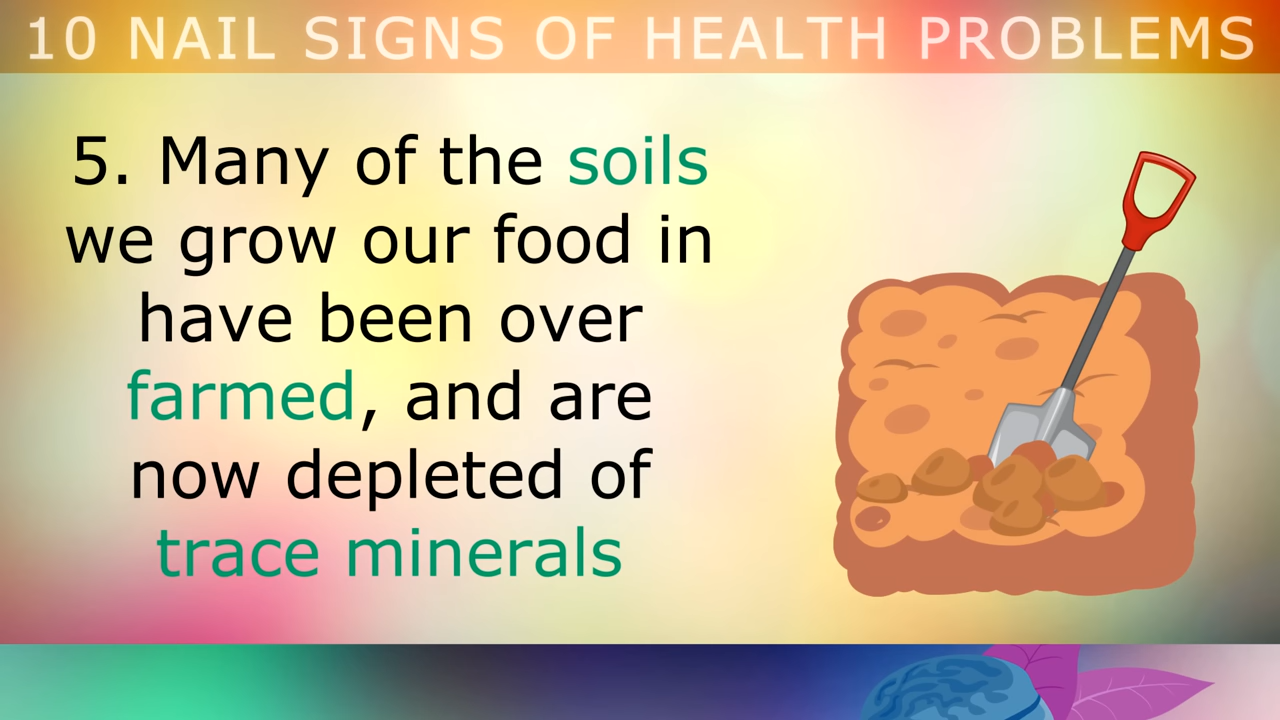 10 NAIL SIGNS OF HEALTH PROBLEMS
5. Many of the soils
we grow our food in
have been over
farmed, and are
now depleted of
trace minerals